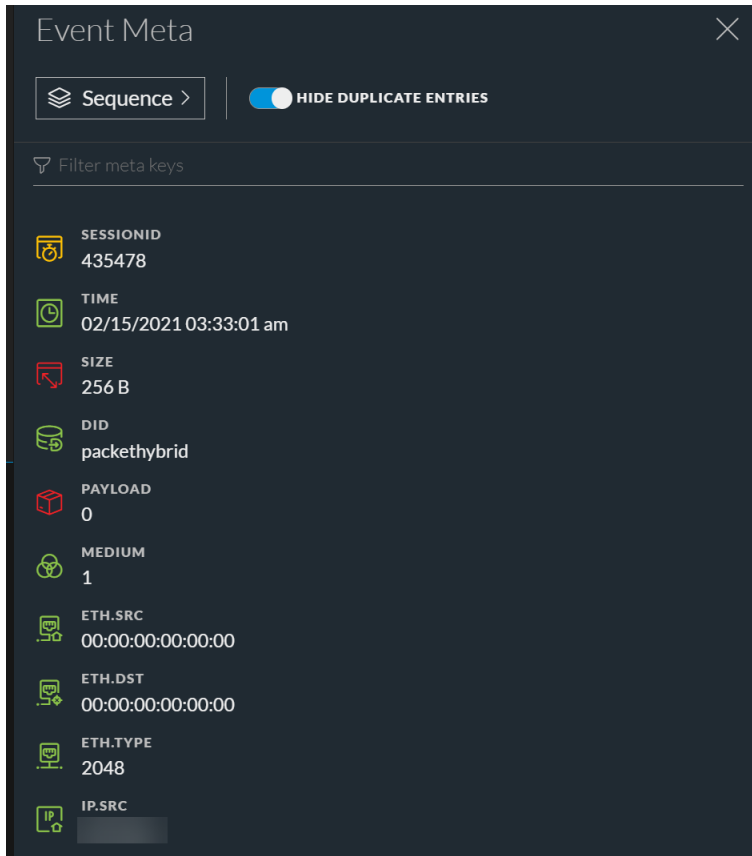 Event Meta
Sequence >
HIDE DUPLICATE ENTRIES
Filter meta keys
SESSIONID
435478
TIME
02/15/2021 03:33:01 am
SIZE
256 B
DID
packethybrid
PAYLOAD
0
MEDIUM
1
ETH.SRC
00:00:00:00:00:00
ETH.DST
00:00:00:00:00:00
ETH.TYPE
2048
IP
IP.SRC